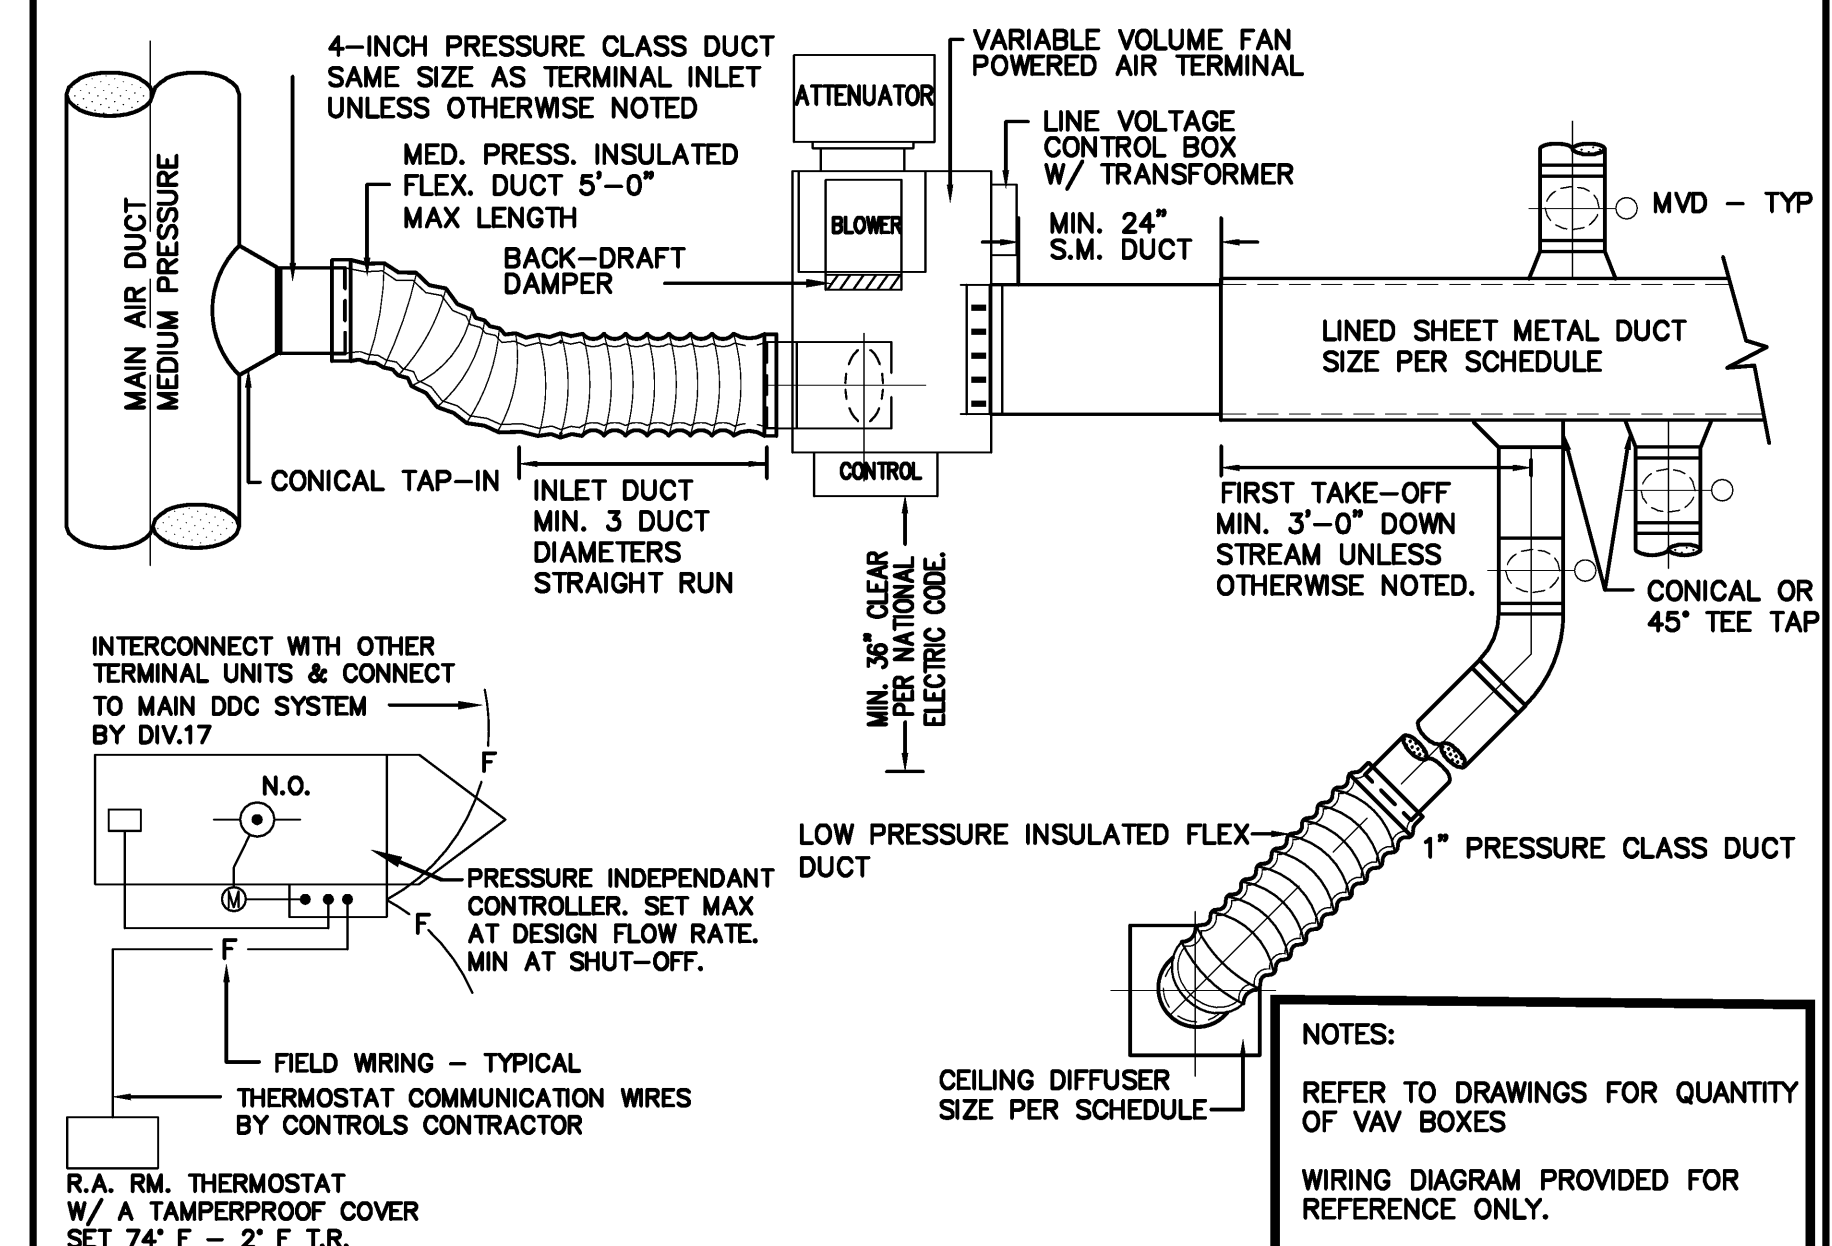 4-INCH PRESSURE CLASS DUCT
SAME SIZE AS TERMINAL INLET
UNLESS OTHERWISE NOTED
MED. PRESS. INSULATED
FLEX. DUCT 5'-0"
MAX LENGTH
BACK-DRAFT
DAMPER
MAIN AIR DUCT
MEDIUM PRESSURE
CONICAL TAP-IN
INLET DUCT
MIN. 3 DUCT
DIAMETERS
STRAIGHT RUN
ATTENUATOR
BLOWER
CONTROL
MIN. 36" CLEAR
PER NATIONAL
ELECTRIC CODE.
VARIABLE VOLUME FAN
POWERED AIR TERMINAL
LINE VOLTAGE
CONTROL BOX
W/ TRANSFORMER
MIN. 24"
S.M. DUCT
MVD - TYP
LINED SHEET METAL DUCT
SIZE PER SCHEDULE
FIRST TAKE-OFF
MIN. 3'-0" DOWN
STREAM UNLESS
OTHERWISE NOTED.
CONICAL OR
45° TEE TAP
LOW PRESSURE INSULATED FLEX
DUCT
1" PRESSURE CLASS DUCT
CEILING DIFFUSER
SIZE PER SCHEDULE
INTERCONNECT WITH OTHER
TERMINAL UNITS & CONNECT
TO MAIN DDC SYSTEM
BY DIV.17
F
N.O.
M
F
F
PRESSURE INDEPENDANT
CONTROLLER. SET MAX
AT DESIGN FLOW RATE.
MIN AT SHUT-OFF.
FIELD WIRING - TYPICAL
THERMOSTAT COMMUNICATION WIRES
BY CONTROLS CONTRACTOR
R.A. RM. THERMOSTAT
W/ A TAMPERPROOF COVER
SET 74° F - 2° F T.R.
NOTES:
REFER TO DRAWINGS FOR QUANTITY
OF VAV BOXES
WIRING DIAGRAM PROVIDED FOR
REFERENCE ONLY.